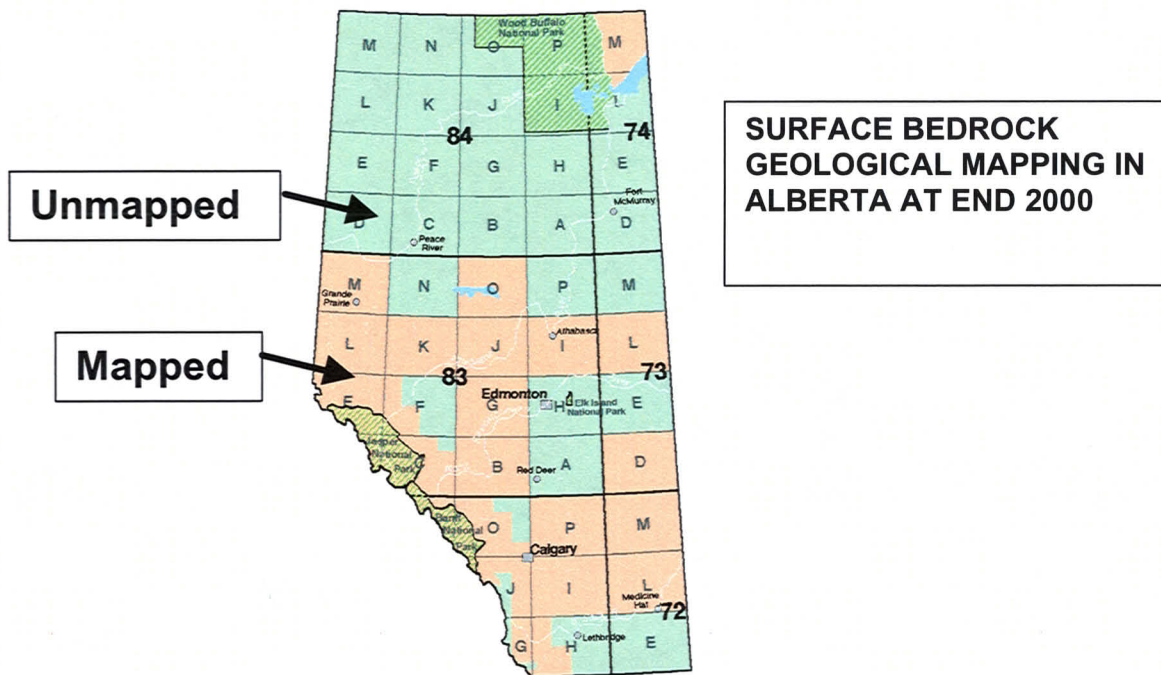 Wood Buffalo
National Park
M N O P M
L K J I L
84 74
E F G H E
Fort
McMurray
D C B A D
Peace
River
M N O P M
Grande
Prairie
Athabasca
L K J I L
83 73
Edmonton
E F G H E
Elk Island
National Park
Jasper
National
Park
C B A D
Red Deer
Banff
National
Park
O P M
Calgary
J I L
Medicine
Hat
72
Lethbridge
G H E
Unmapped
Mapped
SURFACE BEDROCK
GEOLOGICAL MAPPING IN
ALBERTA AT END 2000